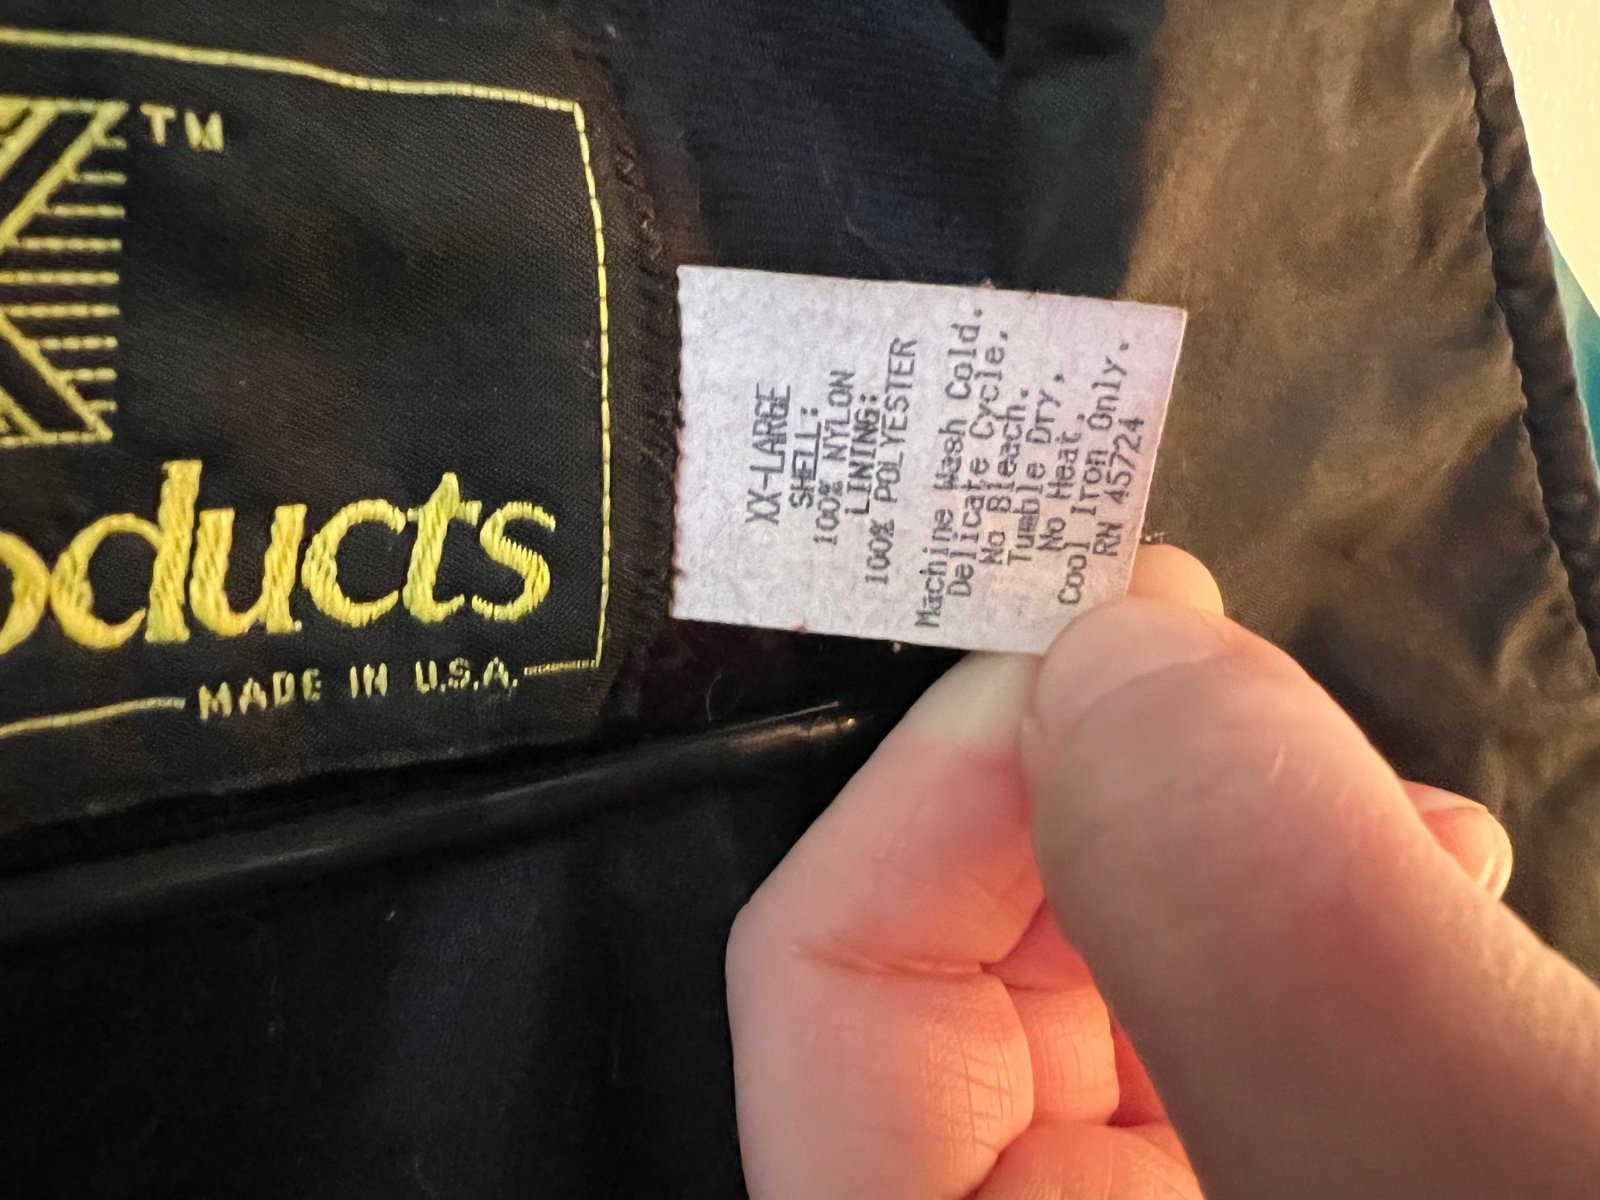 TM
oducts
MADE IN U.S.A.
XX-LARGE
SHELL:
100% NYLON
LINING:
100% POLYESTER
Machine Wash Cold.
Delicate Cycle.
No Bleach.
Tumble Dry,
No Heat.
Cool Iron Only.
RN 45724